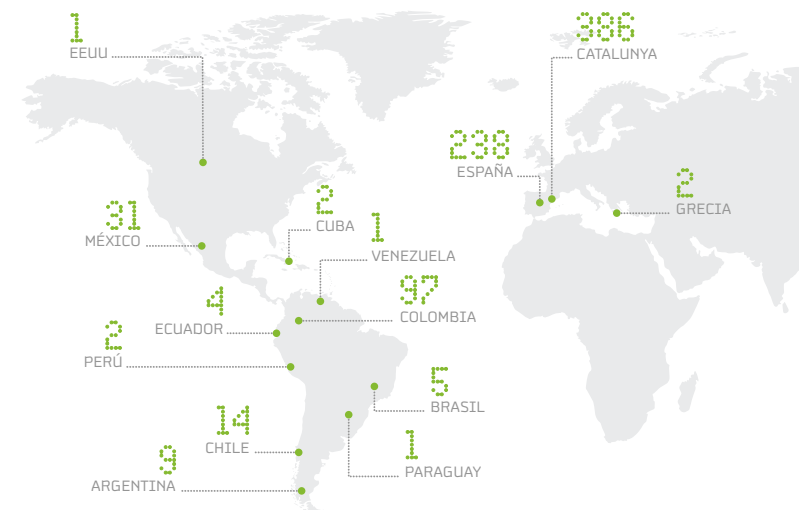 1
EEUU
386
CATALUNYA
238
ESPAÑA
2
GRECIA
31
MÉXICO
2
CUBA
1
VENEZUELA
4
ECUADOR
97
COLOMBIA
2
PERÚ
5
BRASIL
14
CHILE
1
PARAGUAY
9
ARGENTINA